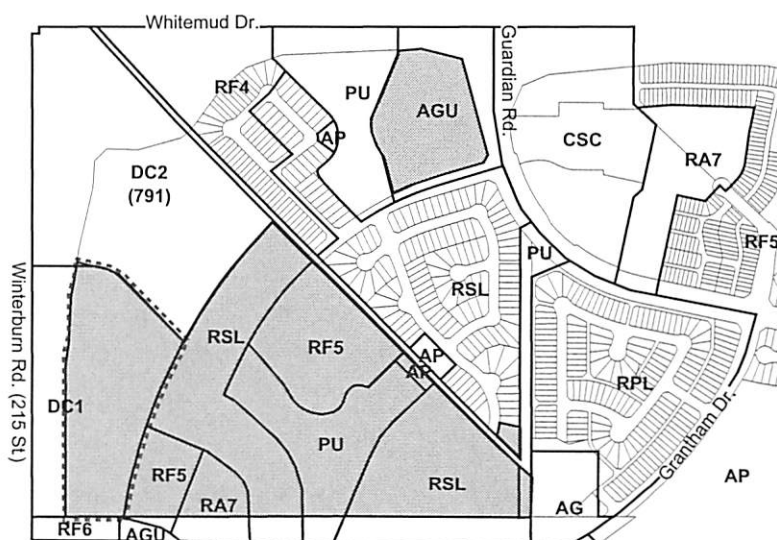 Whitemud Dr.
Guardian Rd.
RF4
PU
AGU
AP
CSC
RA7
DC2
(791)
RF5
PU
Winterburn Rd. (215 St.)
RSL
RSL
RF5
AP
AP
RPL
DC1
Grantham Dr.
PU
RF5
RSL
AP
RA7
AG
RF6
AGU